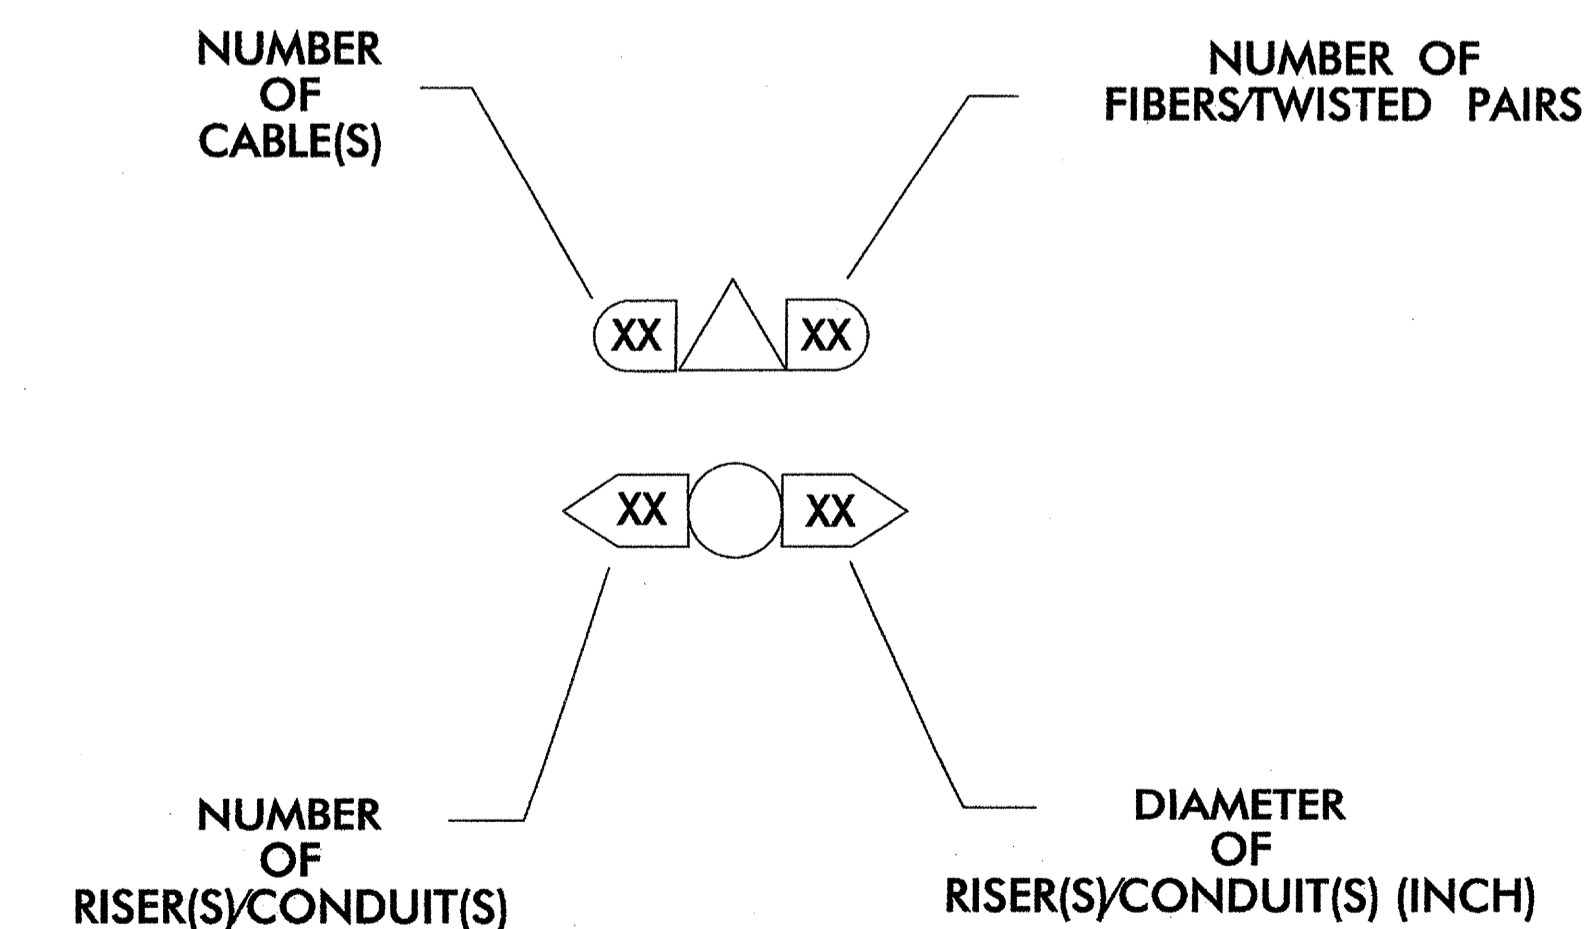 NUMBER
OF
CABLE(S)
NUMBER OF
FIBERS/TWISTED PAIRS
XX
XX
XX
XX
NUMBER
OF
RISER(S)/CONDUIT(S)
DIAMETER
OF
RISER(S)/CONDUIT(S) (INCH)